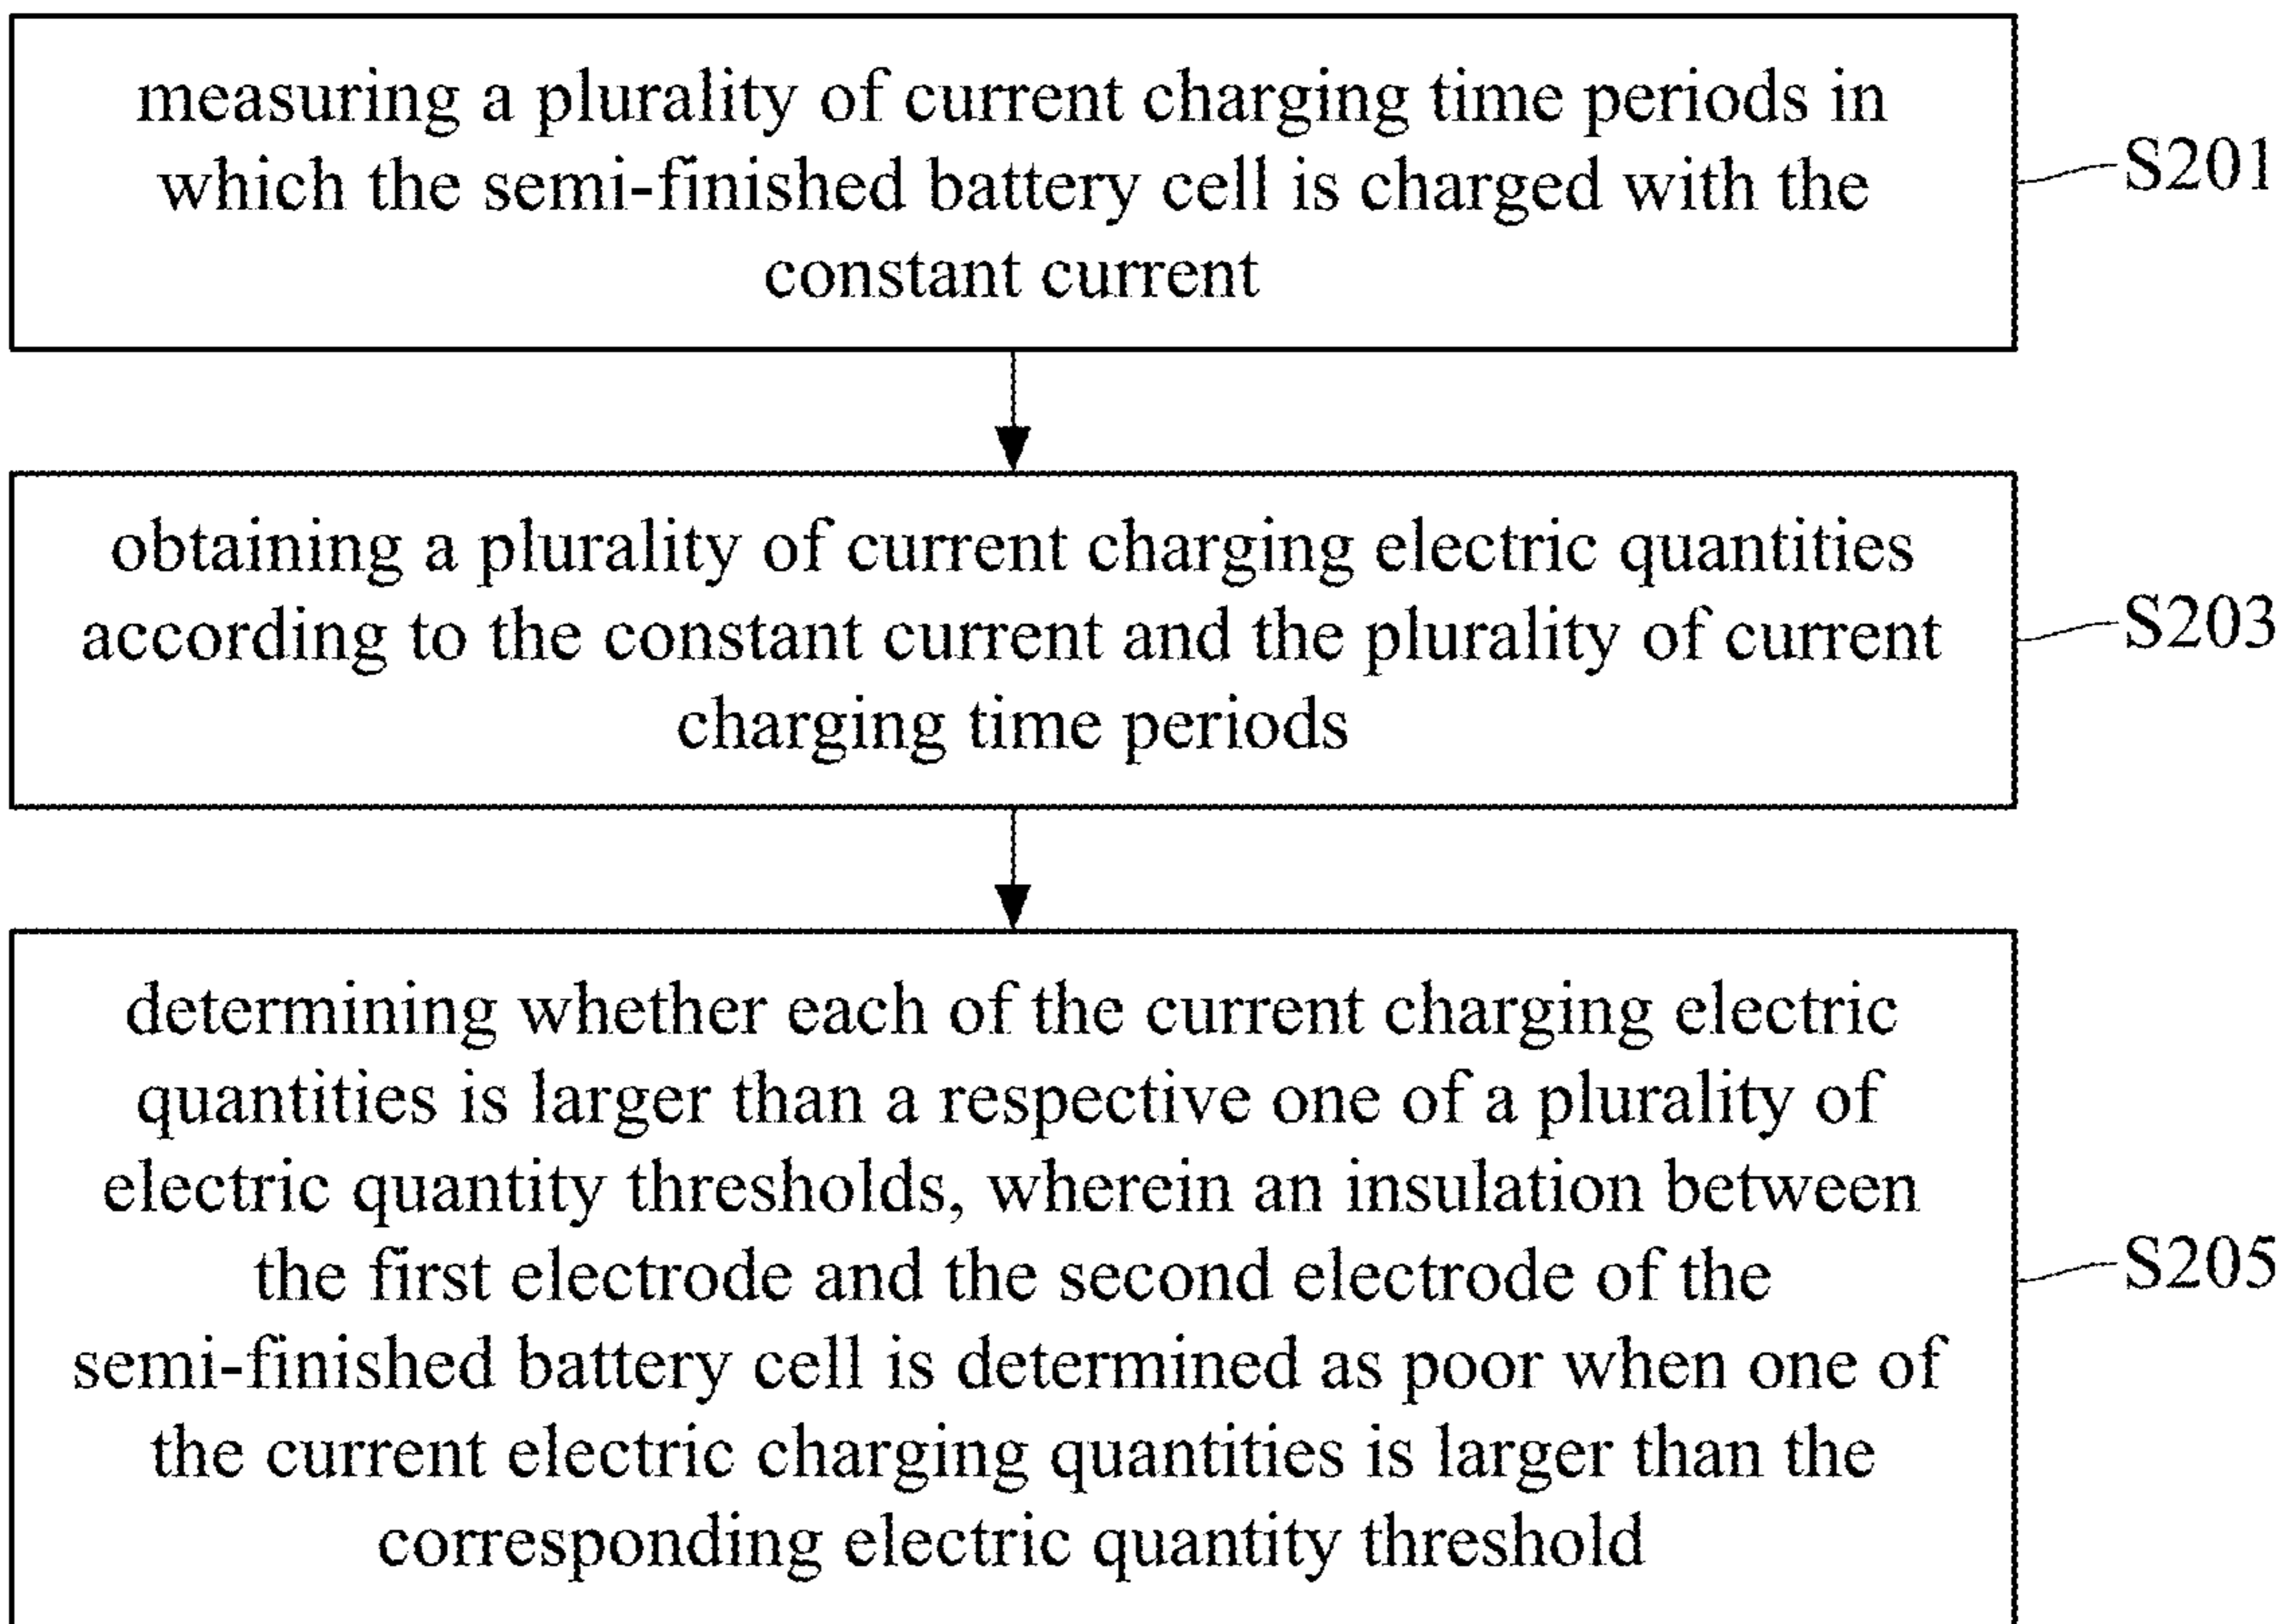 measuring a plurality of current charging time periods in
which the semi-finished battery cell is charged with the
constant current
S201
obtaining a plurality of current charging electric quantities
according to the constant current and the plurality of current
charging time periods
S203
determining whether each of the current charging electric
quantities is larger than a respective one of a plurality of
electric quantity thresholds, wherein an insulation between
the first electrode and the second electrode of the
semi-finished battery cell is determined as poor when one of
the current electric charging quantities is larger than the
corresponding electric quantity threshold
S205